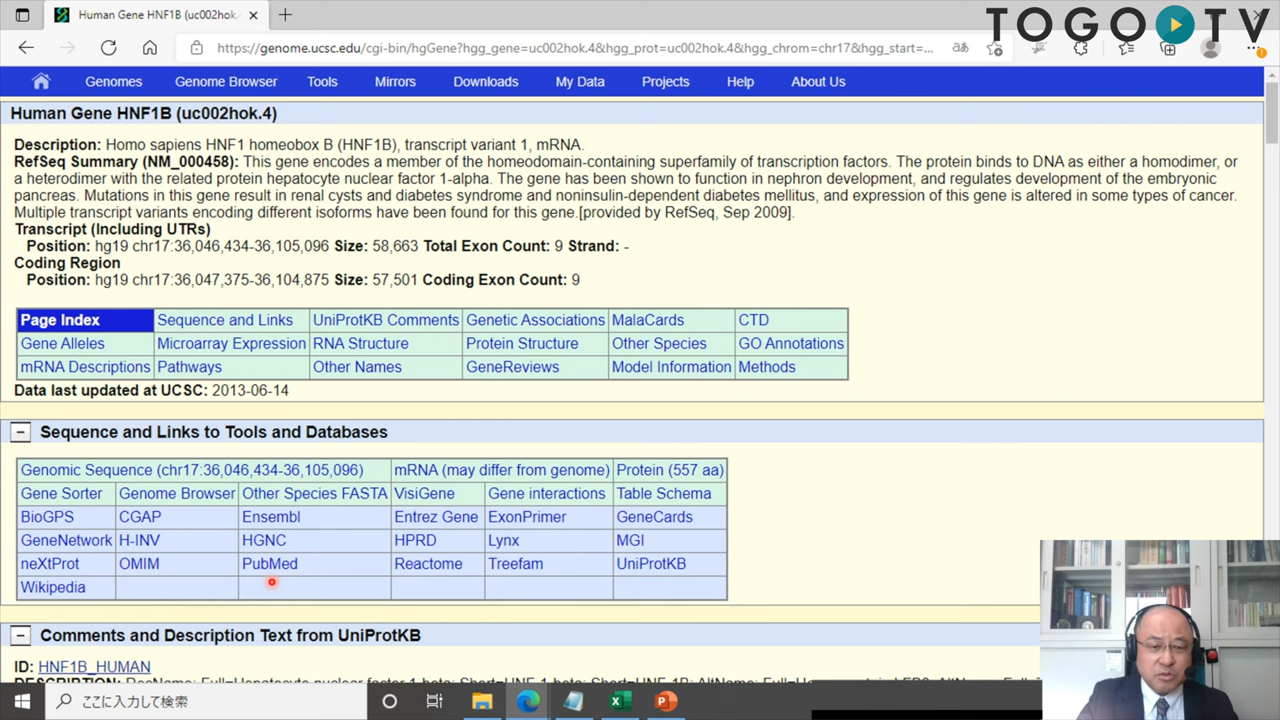 Human Gene HNF1B (uc002hok.4
TOGO TV
https://genome.ucsc.edu/cgi-bin/hgGene?hgg_gene=uc002hok.4&hgg_prot=uc002hok.4&hgg_chrom=chr17&hgg_start=...
Genomes Genome Browser Tools Mirrors Downloads My Data Projects Help About Us
Human Gene HNF1B (uc002hok.4)
Description: Homo sapiens HNF1 homeobox B (HNF1B), transcript variant 1, mRNA.
RefSeq Summary (NM_000458): This gene encodes a member of the homeodomain-containing superfamily of transcription factors. The protein binds to DNA as either a homodimer, or
a heterodimer with the related protein hepatocyte nuclear factor 1-alpha. The gene has been shown to function in nephron development, and regulates development of the embryonic
pancreas. Mutations in this gene result in renal cysts and diabetes syndrome and noninsulin-dependent diabetes mellitus, and expression of this gene is altered in some types of cancer.
Multiple transcript variants encoding different isoforms have been found for this gene.[provided by RefSeq, Sep 2009].
Transcript (Including UTRs)
Position: hg19 chr17:36,046,434-36,105,096 Size: 58,663 Total Exon Count: 9 Strand: -
Coding Region
Position: hg19 chr17:36,047,375-36,104,875 Size: 57,501 Coding Exon Count: 9
Page Index Sequence and Links UniProtKB Comments Genetic Associations MalaCards CTD
Gene Alleles Microarray Expression RNA Structure Protein Structure Other Species GO Annotations
mRNA Descriptions Pathways Other Names GeneReviews Model Information Methods
Data last updated at UCSC: 2013-06-14
Sequence and Links to Tools and Databases
Genomic Sequence (chr17:36,046,434-36,105,096) mRNA (may differ from genome) Protein (557 aa)
Gene Sorter Genome Browser Other Species FASTA VisiGene Gene interactions Table Schema
BioGPS CGAP Ensembl Entrez Gene ExonPrimer GeneCards
GeneNetwork H-INV HGNC HPRD Lynx MGI
neXtProt OMIM PubMed Reactome Treefam UniProtKB
Wikipedia
Comments and Description Text from UniProtKB
ID: HNF1B_HUMAN
ここに入力して検索